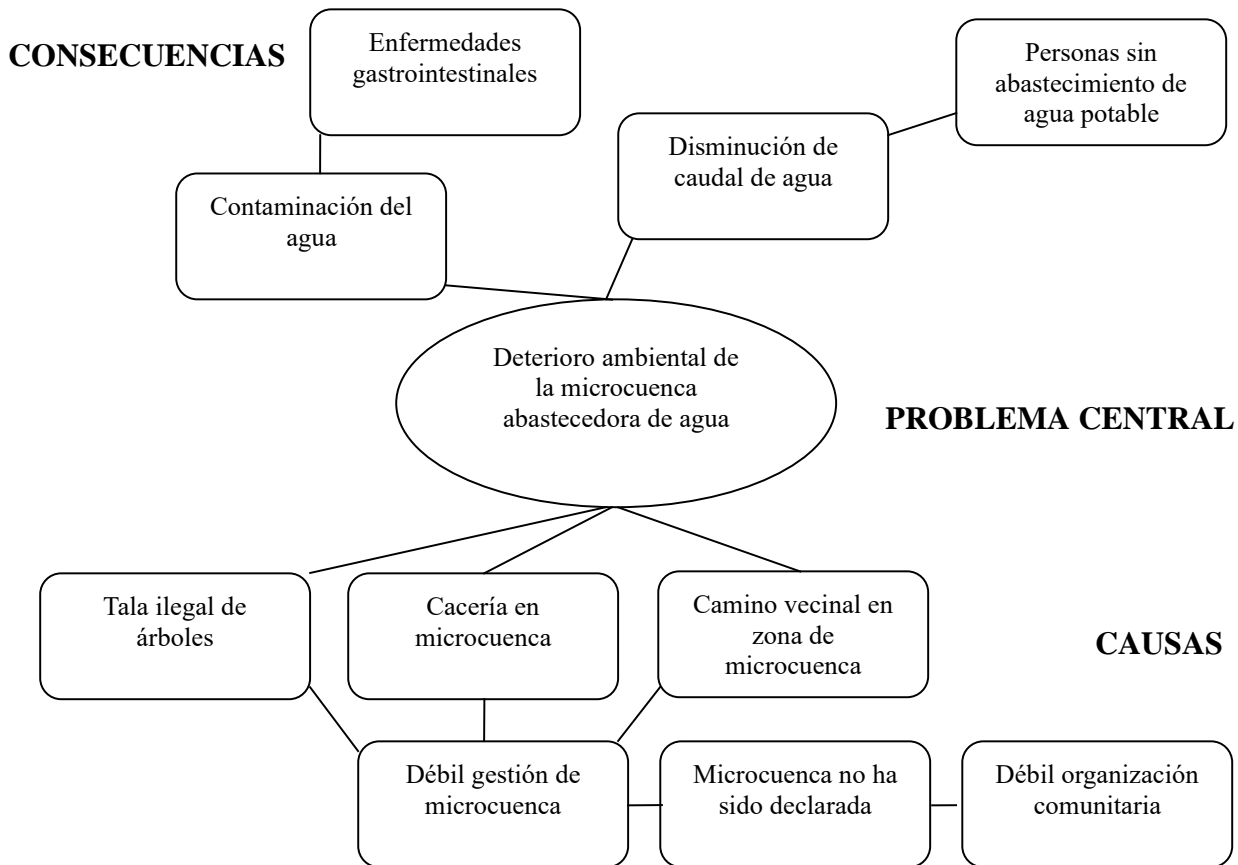 CONSECUENCIAS
Enfermedades
gastrointestinales
Personas sin
abastecimiento de
agua potable
Disminución de
caudal de agua
Contaminación del
agua
Deterioro ambiental de
la microcuenca
abastecedora de agua
PROBLEMA CENTRAL
Tala ilegal de
árboles
Cacería en
microcuenca
Camino vecinal en
zona de
microcuenca
CAUSAS
Débil gestión de
microcuenca
Microcuenca no ha
sido declarada
Débil organización
comunitaria